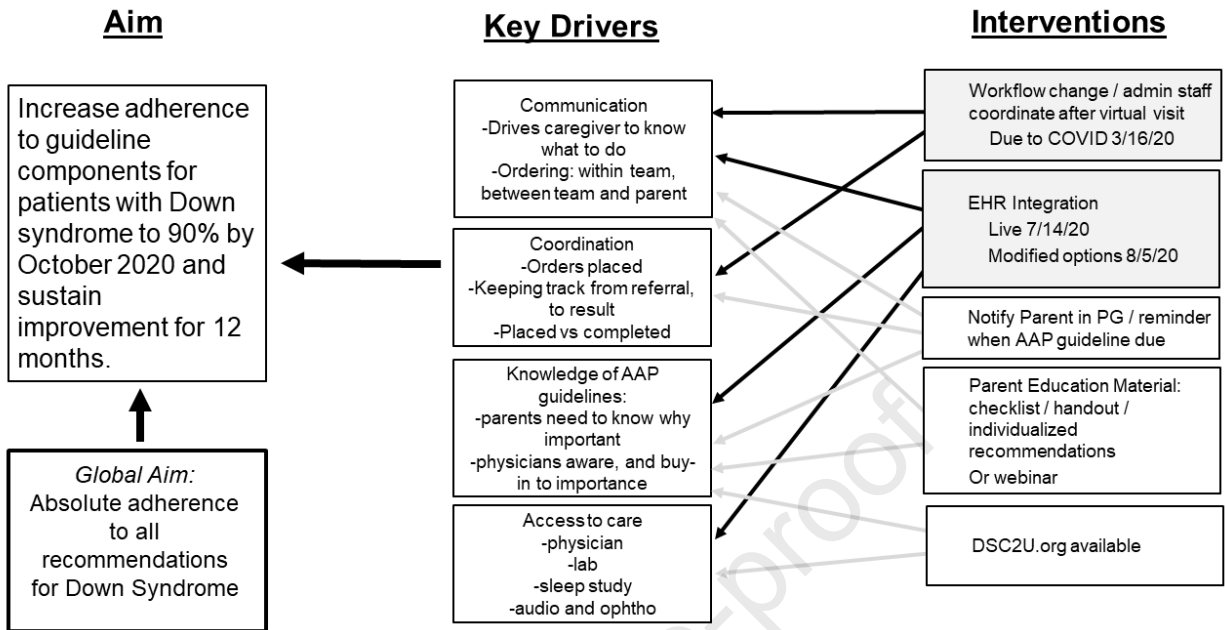 Aim
Key Drivers
Interventions
Increase adherence
to guideline
components for
patients with Down
syndrome to 90% by
October 2020 and
sustain
improvement for 12
months.
Global Aim:
Absolute adherence
to all
recommendations
for Down Syndrome
Communication
-Drives caregiver to know
what to do
-Ordering: within team,
between team and parent
Coordination
-Orders placed
-Keeping track from referral,
to result
-Placed vs completed
Knowledge of AAP
guidelines:
-parents need to know why
important
-physicians aware, and buy-
in to importance
Access to care
-physician
-lab
-sleep study
-audio and ophtho
Workflow change / admin staff
coordinate after virtual visit
Due to COVID 3/16/20
EHR Integration
Live 7/14/20
Modified options 8/5/20
Notify Parent in PG / reminder
when AAP guideline due
Parent Education Material:
checklist / handout /
individualized
recommendations
Or webinar
DSC2U.org available
-proof